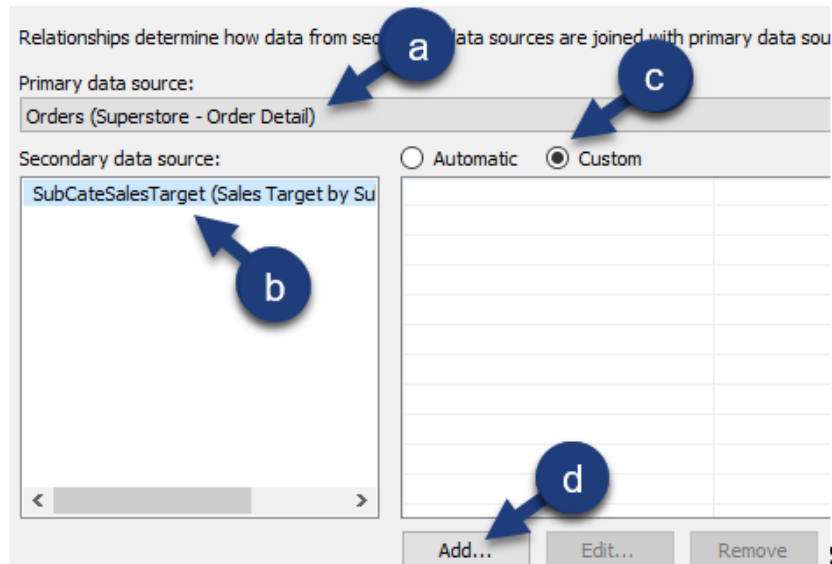 Relationships determine how data from sec data sources are joined with primary data sou
a
c
Primary data source:
Orders (Superstore - Order Detail)
Secondary data source:
Automatic Custom
SubCateSalesTarget (Sales Target by Su
b
d
Add... Edit... Remove